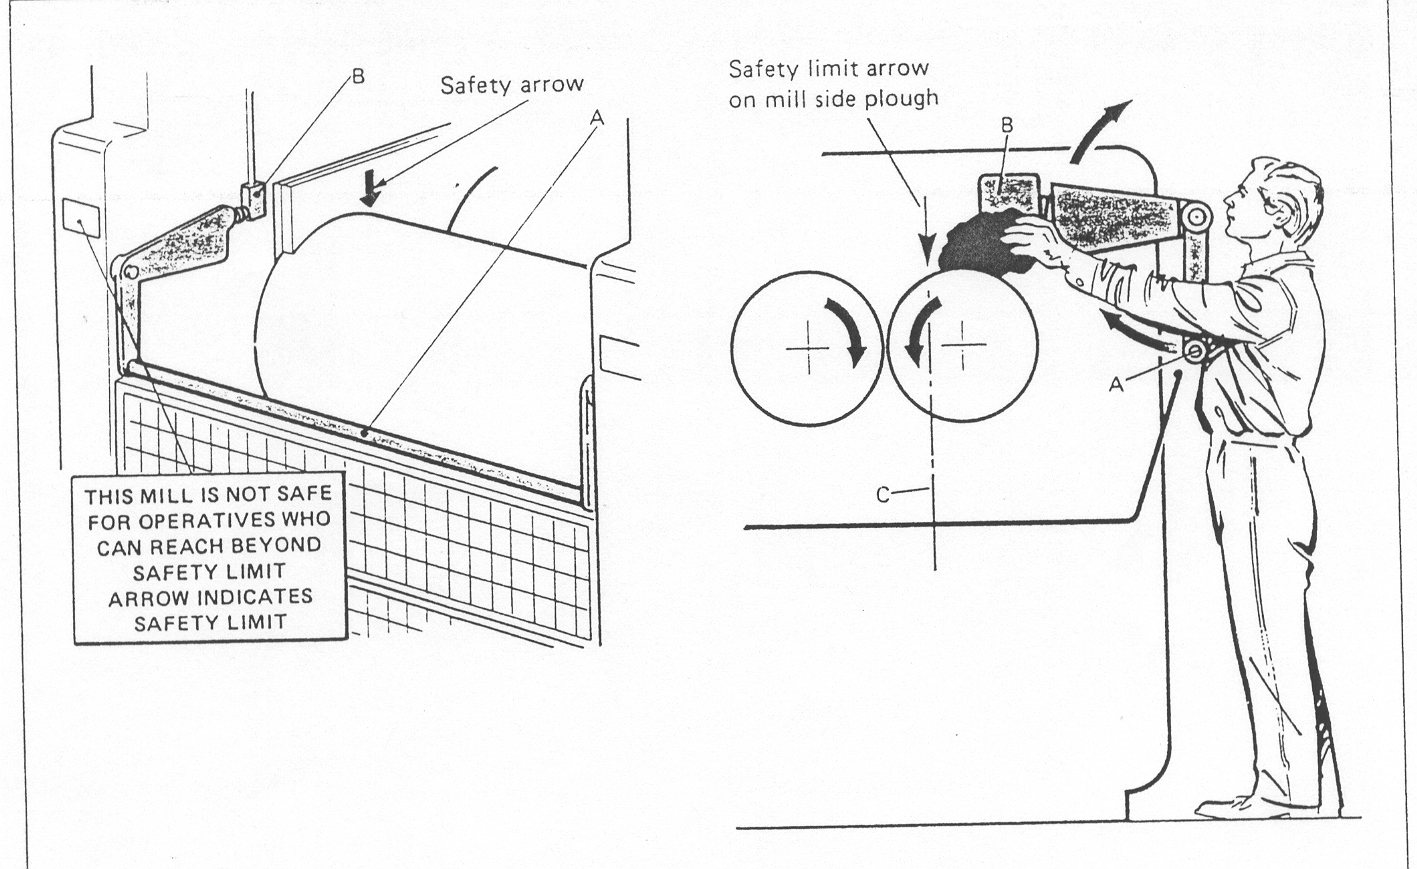 B
Safety arrow
A
THIS MILL IS NOT SAFE
FOR OPERATIVES WHO
CAN REACH BEYOND
SAFETY LIMIT
ARROW INDICATES
SAFETY LIMIT
Safety limit arrow
on mill side plough
B
A
C